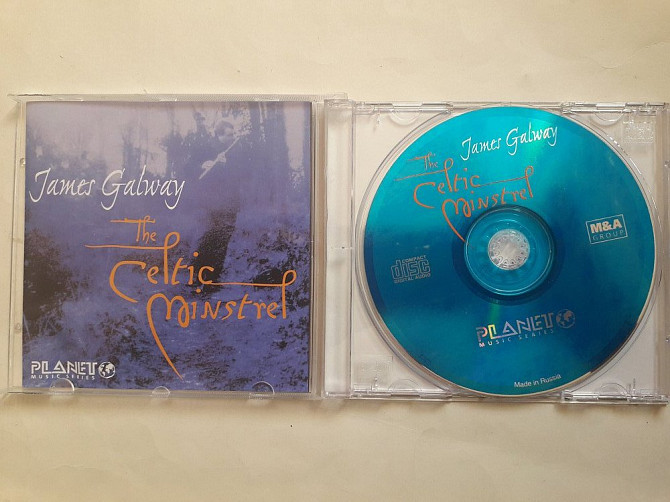 James Galway
The
Celtic
Minstrel
PLANET
MUSIC SERIES
James Galway
The
Celtic
Minstrel
M&A
GROUP
COMPACT
disc
DIGITAL AUDIO
PLANET
MUSIC SERIES
Made in Russia